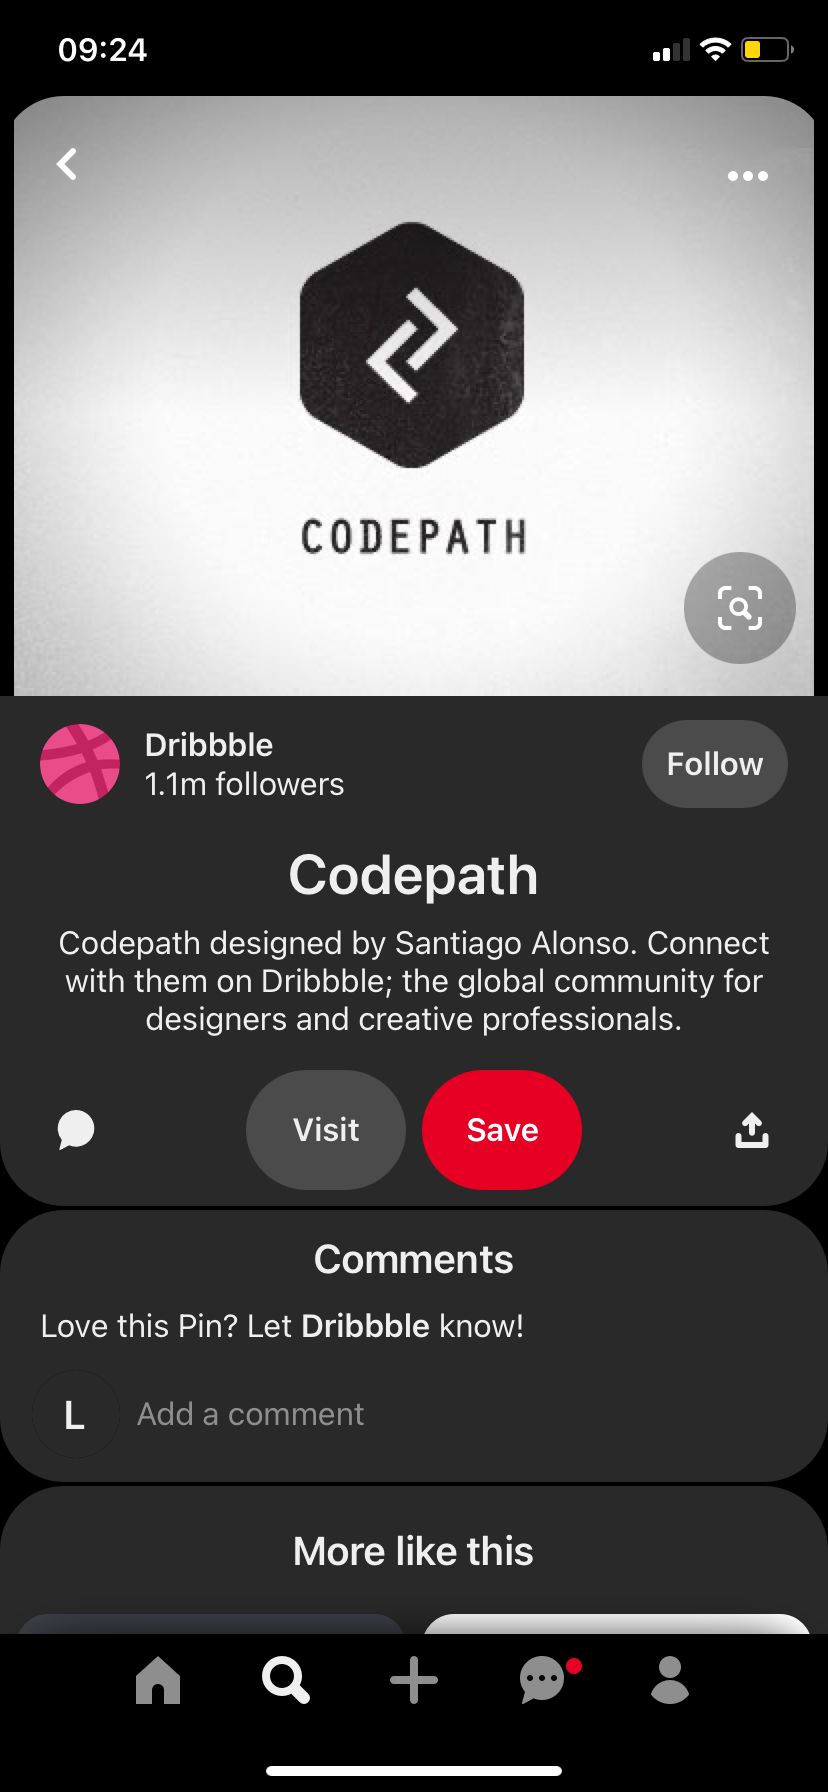 09:24
CODEPATH
Dribbble
1.1m followers
Follow
Codepath
Codepath designed by Santiago Alonso. Connect
with them on Dribbble; the global community for
designers and creative professionals.
Visit
Save
Comments
Love this Pin? Let Dribbble know!
L
Add a comment
More like this